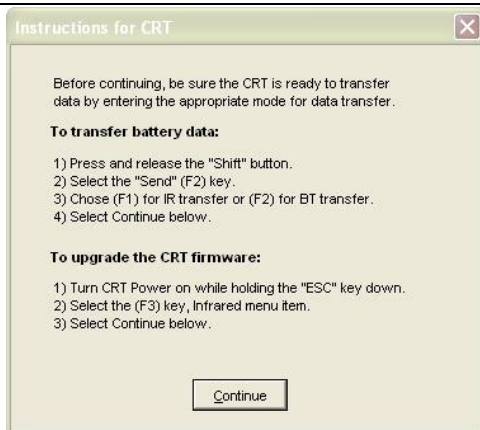 Instructions for CRT
Before continuing, be sure the CRT is ready to transfer
data by entering the appropriate mode for data transfer.
To transfer battery data:
1) Press and release the "Shift" button.
2) Select the "Send" (F2) key.
3) Chose (F1) for IR transfer or (F2) for BT transfer.
4) Select Continue below.
To upgrade the CRT firmware:
1) Turn CRT Power on while holding the "ESC" key down.
2) Select the (F3) key, Infrared menu item.
3) Select Continue below.
Continue